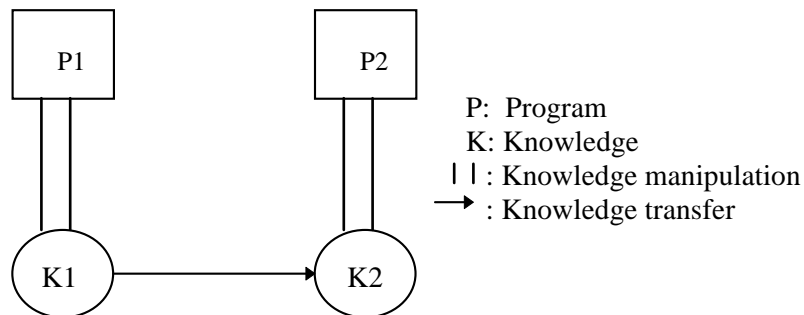 P1
P2
P: Program
K: Knowledge
| | : Knowledge manipulation
: Knowledge transfer
K1
K2